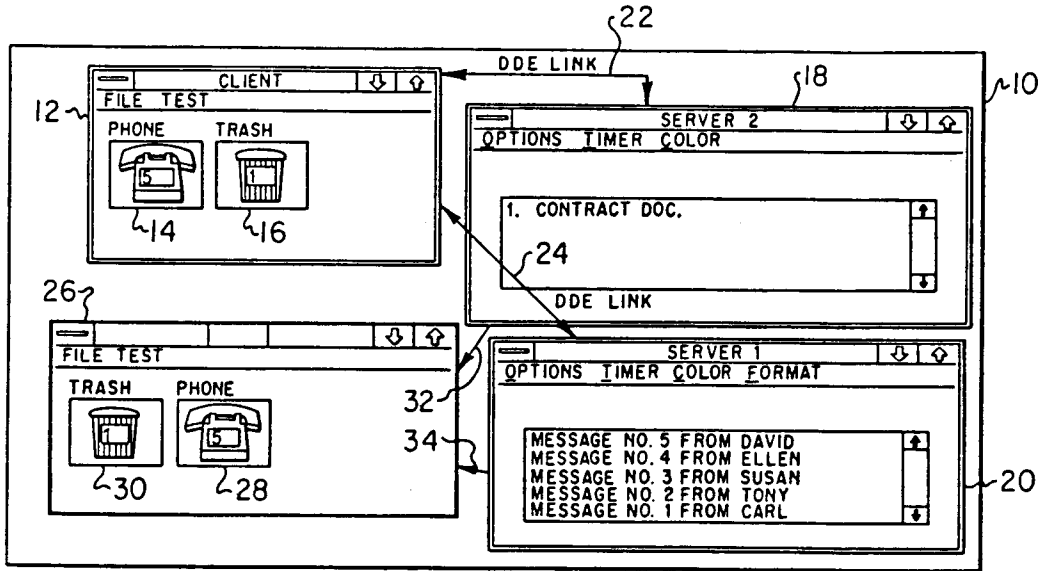 22
DDE LINK
18
10
CLIENT
12
FILE TEST
PHONE
TRASH
5
1
14
16
SERVER 2
OPTIONS TIMER COLOR
1. CONTRACT DOC.
24
DDE LINK
26
FILE TEST
TRASH
PHONE
1
5
30
28
32
34
SERVER 1
OPTIONS TIMER COLOR FORMAT
MESSAGE NO. 5 FROM DAVID
MESSAGE NO. 4 FROM ELLEN
MESSAGE NO. 3 FROM SUSAN
MESSAGE NO. 2 FROM TONY
MESSAGE NO. 1 FROM CARL
20